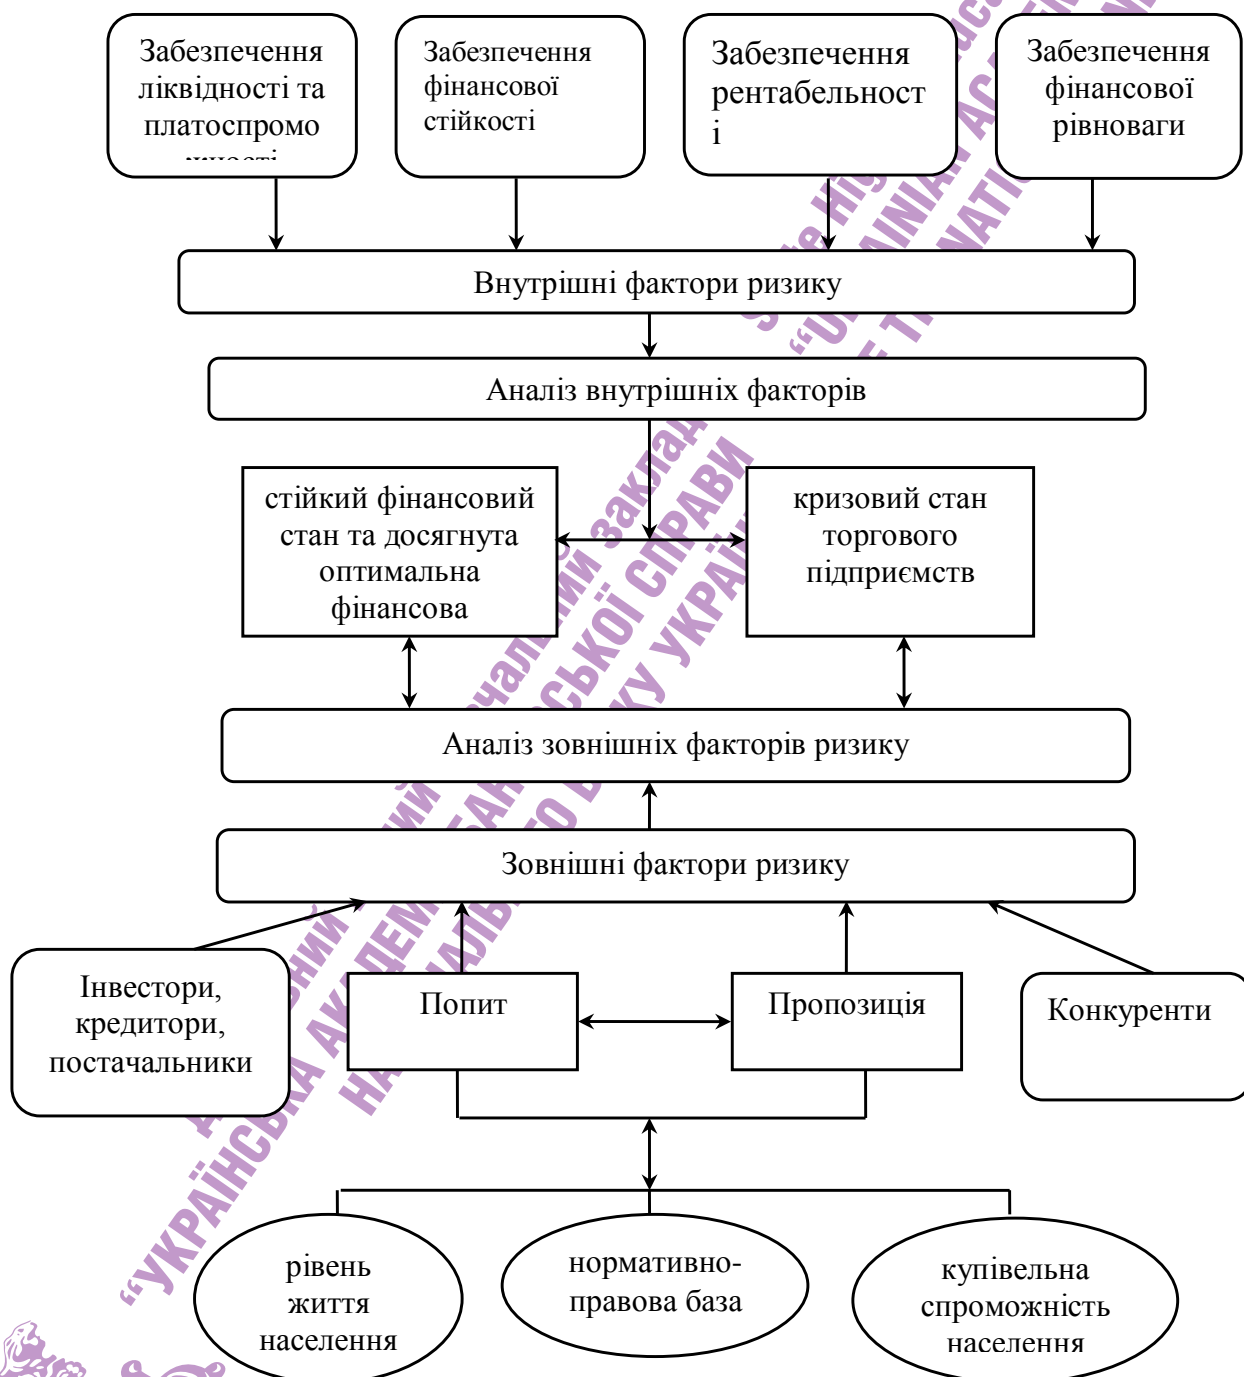 Забезпечення
ліквідності та
платоспромо
жності
Забезпечення
фінансової
стійкості
Забезпечення
рентабельност
і
Забезпечення
фінансової
рівноваги
Внутрішні фактори ризику
Аналіз внутрішніх факторів
стійкий фінансовий
стан та досягнута
оптимальна
фінансова
кризовий стан
торгового
підприємств
Аналіз зовнішніх факторів ризику
Зовнішні фактори ризику
Інвестори,
кредитори,
постачальники
Попит
Пропозиція
Конкуренти
рівень
життя
населення
нормативно-
правова база
купівельна
спроможність
населення